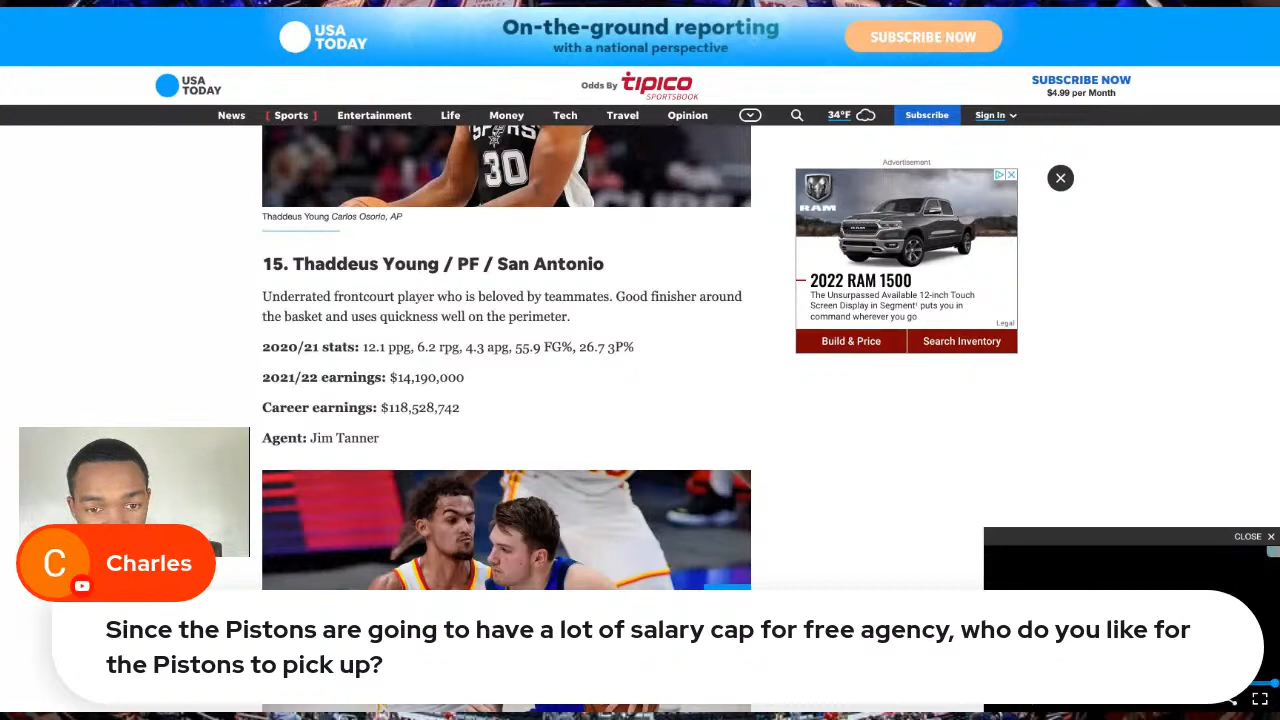 USA
TODAY
On-the-ground reporting
with a national perspective
SUBSCRIBE NOW
USA
TODAY
Odds By tipico
SPORTSBOOK
SUBSCRIBE NOW
$4.99 per Month
News [ Sports ] Entertainment Life Money Tech Travel Opinion 34°F Subscribe Sign In
SPURS
30
Thaddeus Young Carlos Osorio, AP
Advertisement
RAM
2022 RAM 1500
The Unsurpassed Available 12-inch Touch
Screen Display in Segment¹ puts you in
command wherever you go
Legal
Build & Price Search Inventory
15. Thaddeus Young / PF / San Antonio
Underrated frontcourt player who is beloved by teammates. Good finisher around
the basket and uses quickness well on the perimeter.
2020/21 stats: 12.1 ppg, 6.2 rpg, 4.3 apg, 55.9 FG%, 26.7 3P%
2021/22 earnings: $14,190,000
Career earnings: $118,528,742
Agent: Jim Tanner
CLOSE
C Charles
Since the Pistons are going to have a lot of salary cap for free agency, who do you like for
the Pistons to pick up?